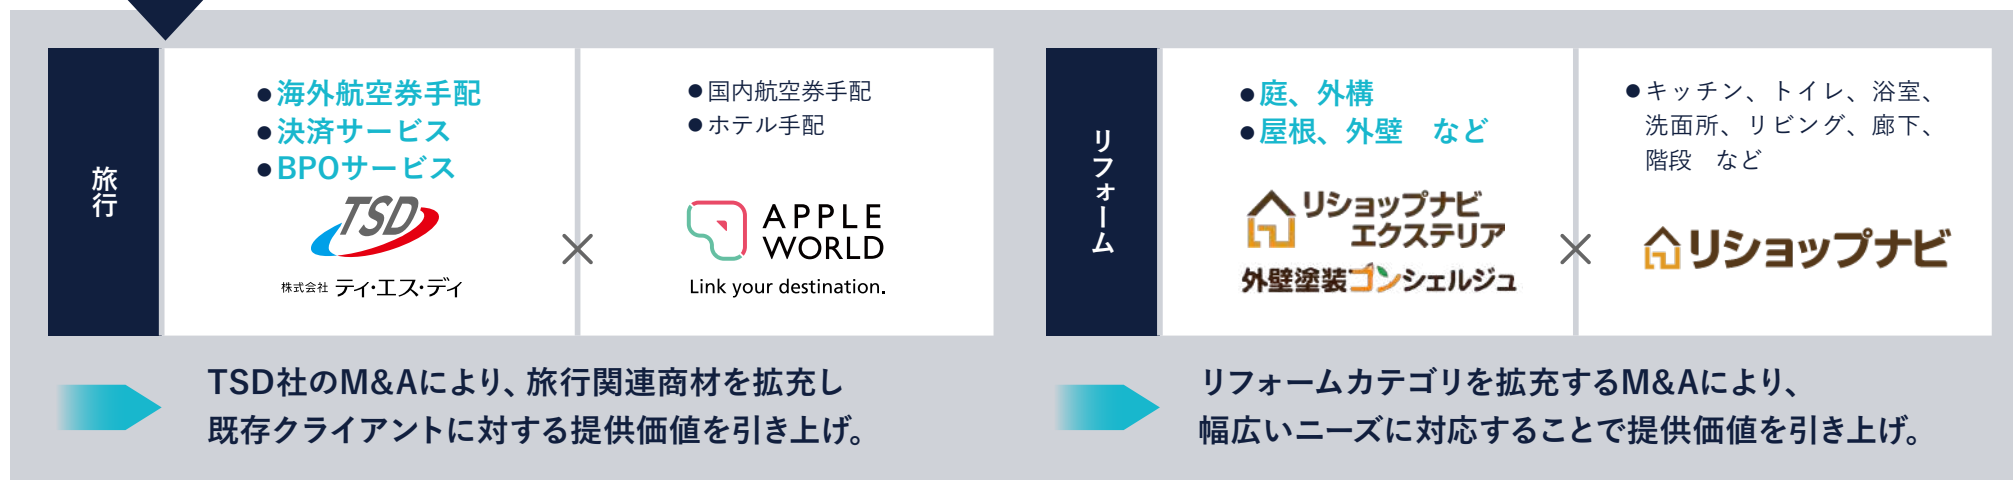 旅行
●海外航空券手配
●決済サービス
●BPOサービス
TSD
株式会社 ティ・エス・ディ
×
●国内航空券手配
●ホテル手配
APPLE
WORLD
Link your destination.
TSD社のM&Aにより、旅行関連商材を拡充し
既存クライアントに対する提供価値を引き上げ。
リフォーム
●庭、外構
●屋根、外壁　など
リショップナビ
エクステリア
外壁塗装コンシェルジュ
×
●キッチン、トイレ、浴室、
洗面所、リビング、廊下、
階段　など
リショップナビ
リフォームカテゴリを拡充するM&Aにより、
幅広いニーズに対応することで提供価値を引き上げ。